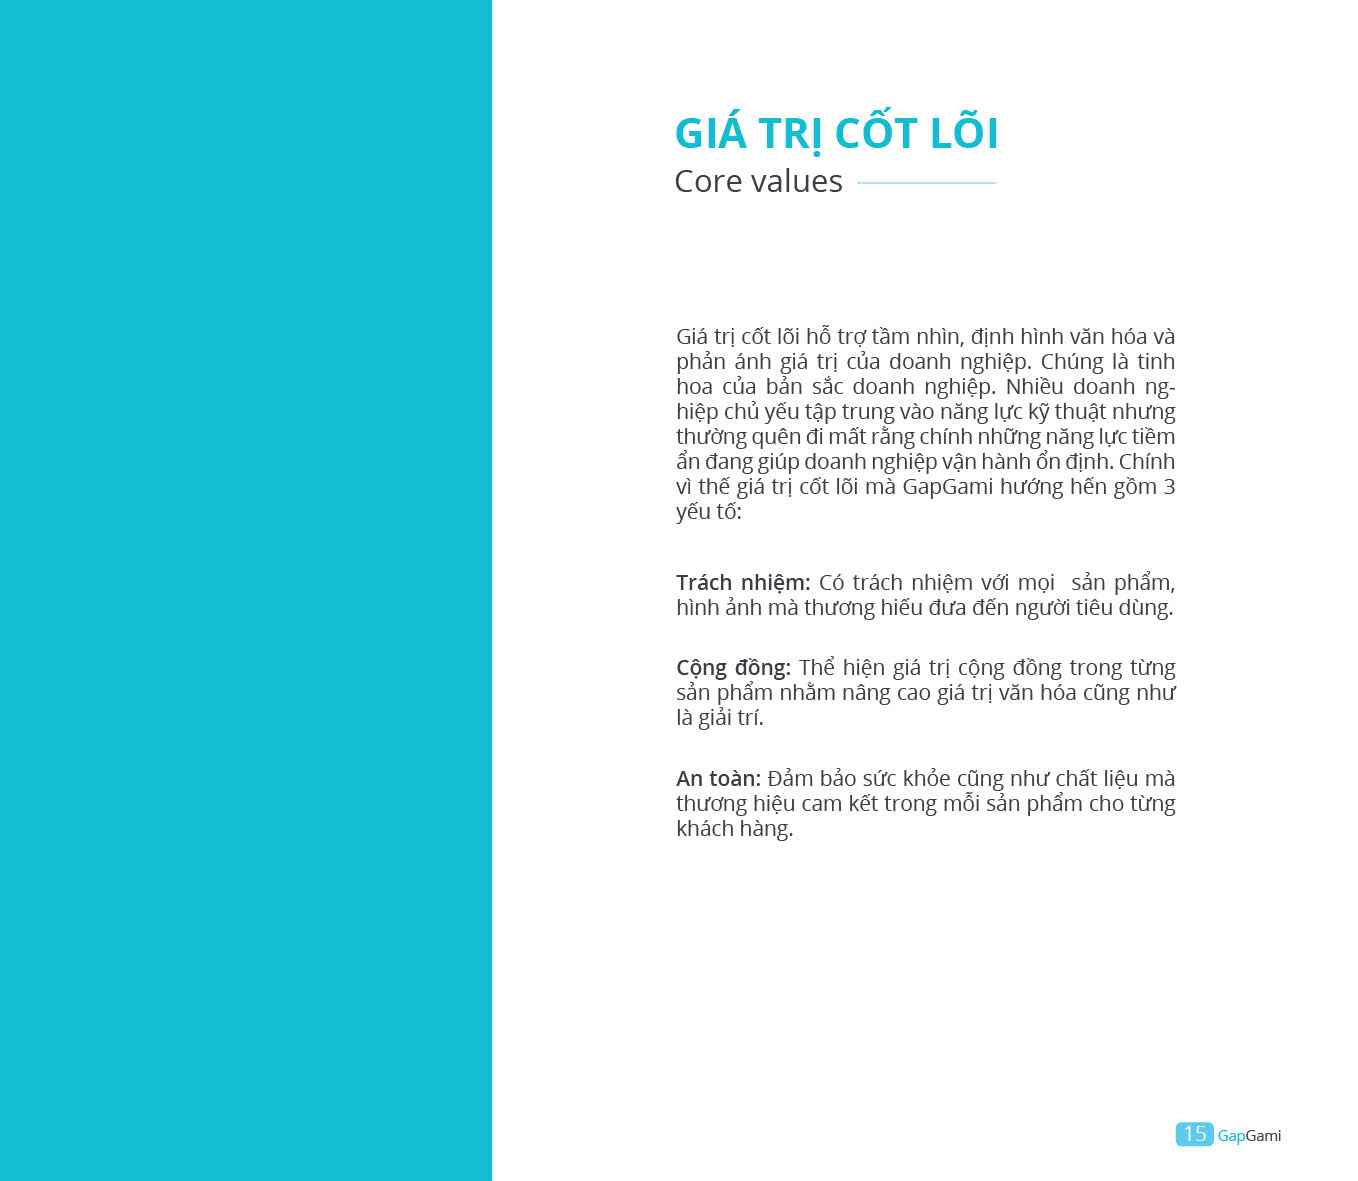 GIÁ TRỊ CỐT LÕI
Core values
Giá trị cốt lõi hỗ trợ tầm nhìn, định hình văn hóa và
phản ánh giá trị của doanh nghiệp. Chúng là tinh
hoa của bản sắc doanh nghiệp. Nhiều doanh ng-
hiệp chủ yếu tập trung vào năng lực kỹ thuật nhưng
thường quên đi mất rằng chính những năng lực tiềm
ẩn đang giúp doanh nghiệp vận hành ổn định. Chính
vì thế giá trị cốt lõi mà GapGami hướng hến gồm 3
yếu tố:
Trách nhiệm: Có trách nhiệm với mọi  sản phẩm,
hình ảnh mà thương hiếu đưa đến người tiêu dùng.
Cộng đồng: Thể hiện giá trị cộng đồng trong từng
sản phẩm nhằm nâng cao giá trị văn hóa cũng như
là giải trí.
An toàn: Đảm bảo sức khỏe cũng như chất liệu mà
thương hiệu cam kết trong mỗi sản phẩm cho từng
khách hàng.
15 GapGami